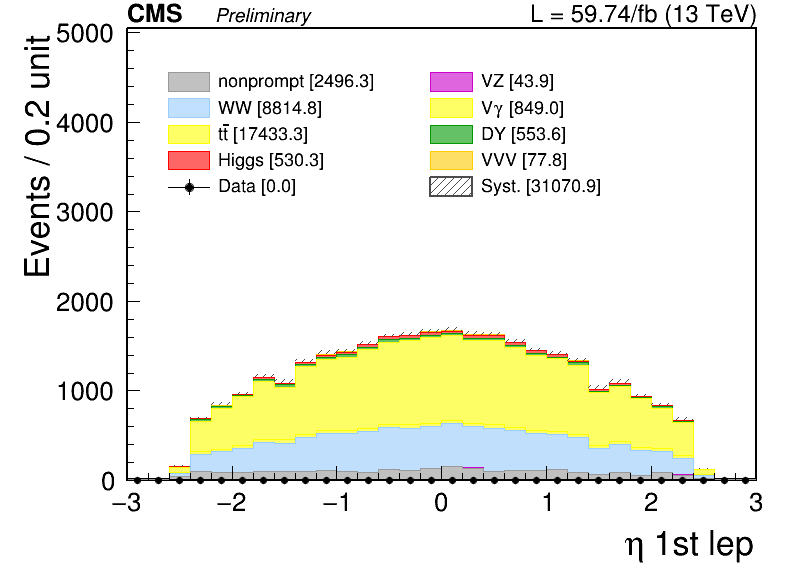 CMS Preliminary L = 59.74/fb (13 TeV)
Events / 0.2 unit
5000
4000
3000
2000
1000
0
nonprompt [2496.3]
WW [8814.8]
tt̄ [17433.3]
Higgs [530.3]
Data [0.0]
VZ [43.9]
Vγ [849.0]
DY [553.6]
VVV [77.8]
Syst. [31070.9]
−3 −2 −1 0 1 2 3
η 1st lep